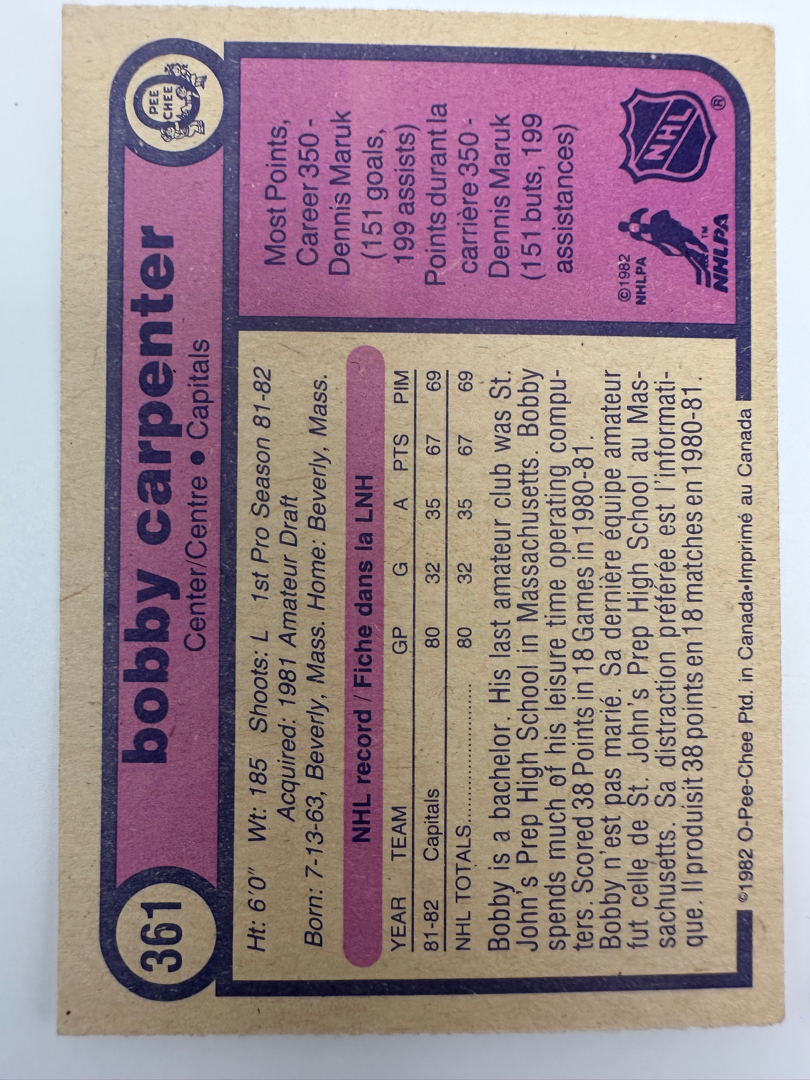 361
bobby carpenter
Center/Centre • Capitals
PEE
CHEE
Ht: 6'0" Wt: 185 Shoots: L 1st Pro Season 81-82
Acquired: 1981 Amateur Draft
Born: 7-13-63, Beverly, Mass. Home: Beverly, Mass.
NHL record / Fiche dans la LNH
YEAR TEAM GP G A PTS PIM
81-82 Capitals 80 32 35 67 69
NHL TOTALS.................... 80 32 35 67 69
Bobby is a bachelor. His last amateur club was St.
John's Prep High School in Massachusetts. Bobby
spends much of his leisure time operating compu-
ters. Scored 38 Points in 18 Games in 1980-81.
Bobby n'est pas marié. Sa dernière équipe amateur
fut celle de St. John's Prep High School au Mas-
sachusetts. Sa distraction préférée est l'informati-
que. Il produisit 38 points en 18 matches en 1980-81.
Most Points,
Career 350 -
Dennis Maruk
(151 goals,
199 assists)
Points durant la
carrière 350 -
Dennis Maruk
(151 buts, 199
assistances)
©1982
NHLPA
NHLPA™
NHL®
©1982 O-Pee-Chee Ptd. in Canada•Imprimé au Canada